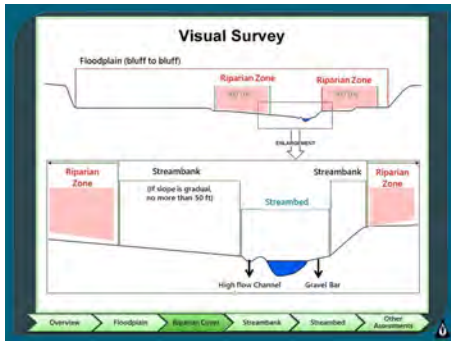 Visual Survey
Floodplain (bluff to bluff)
Riparian Zone
Riparian Zone
ENLARGEMENT
Riparian
Zone
Streambank
(If slope is gradual,
no more than 50 ft)
Streambed
Streambank
Riparian
Zone
High flow Channel
Gravel Bar
Overview
Floodplain
Riparian Cover
Streambank
Streambed
Other
Assessments